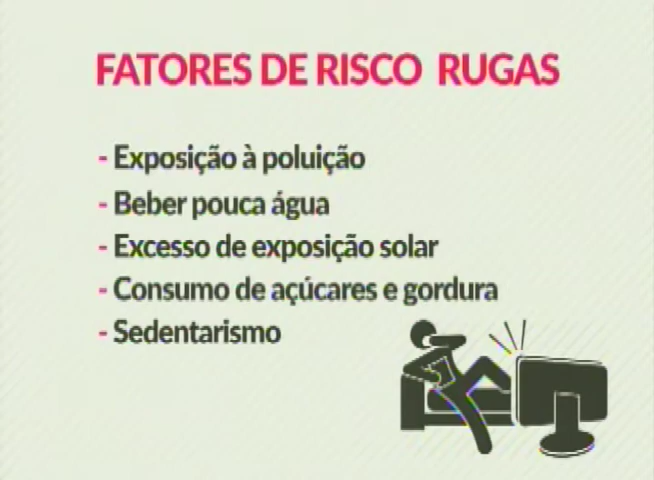 FATORES DE RISCO RUGAS
- Exposição à poluição
- Beber pouca água
- Excesso de exposição solar
- Consumo de açúcares e gordura
- Sedentarismo